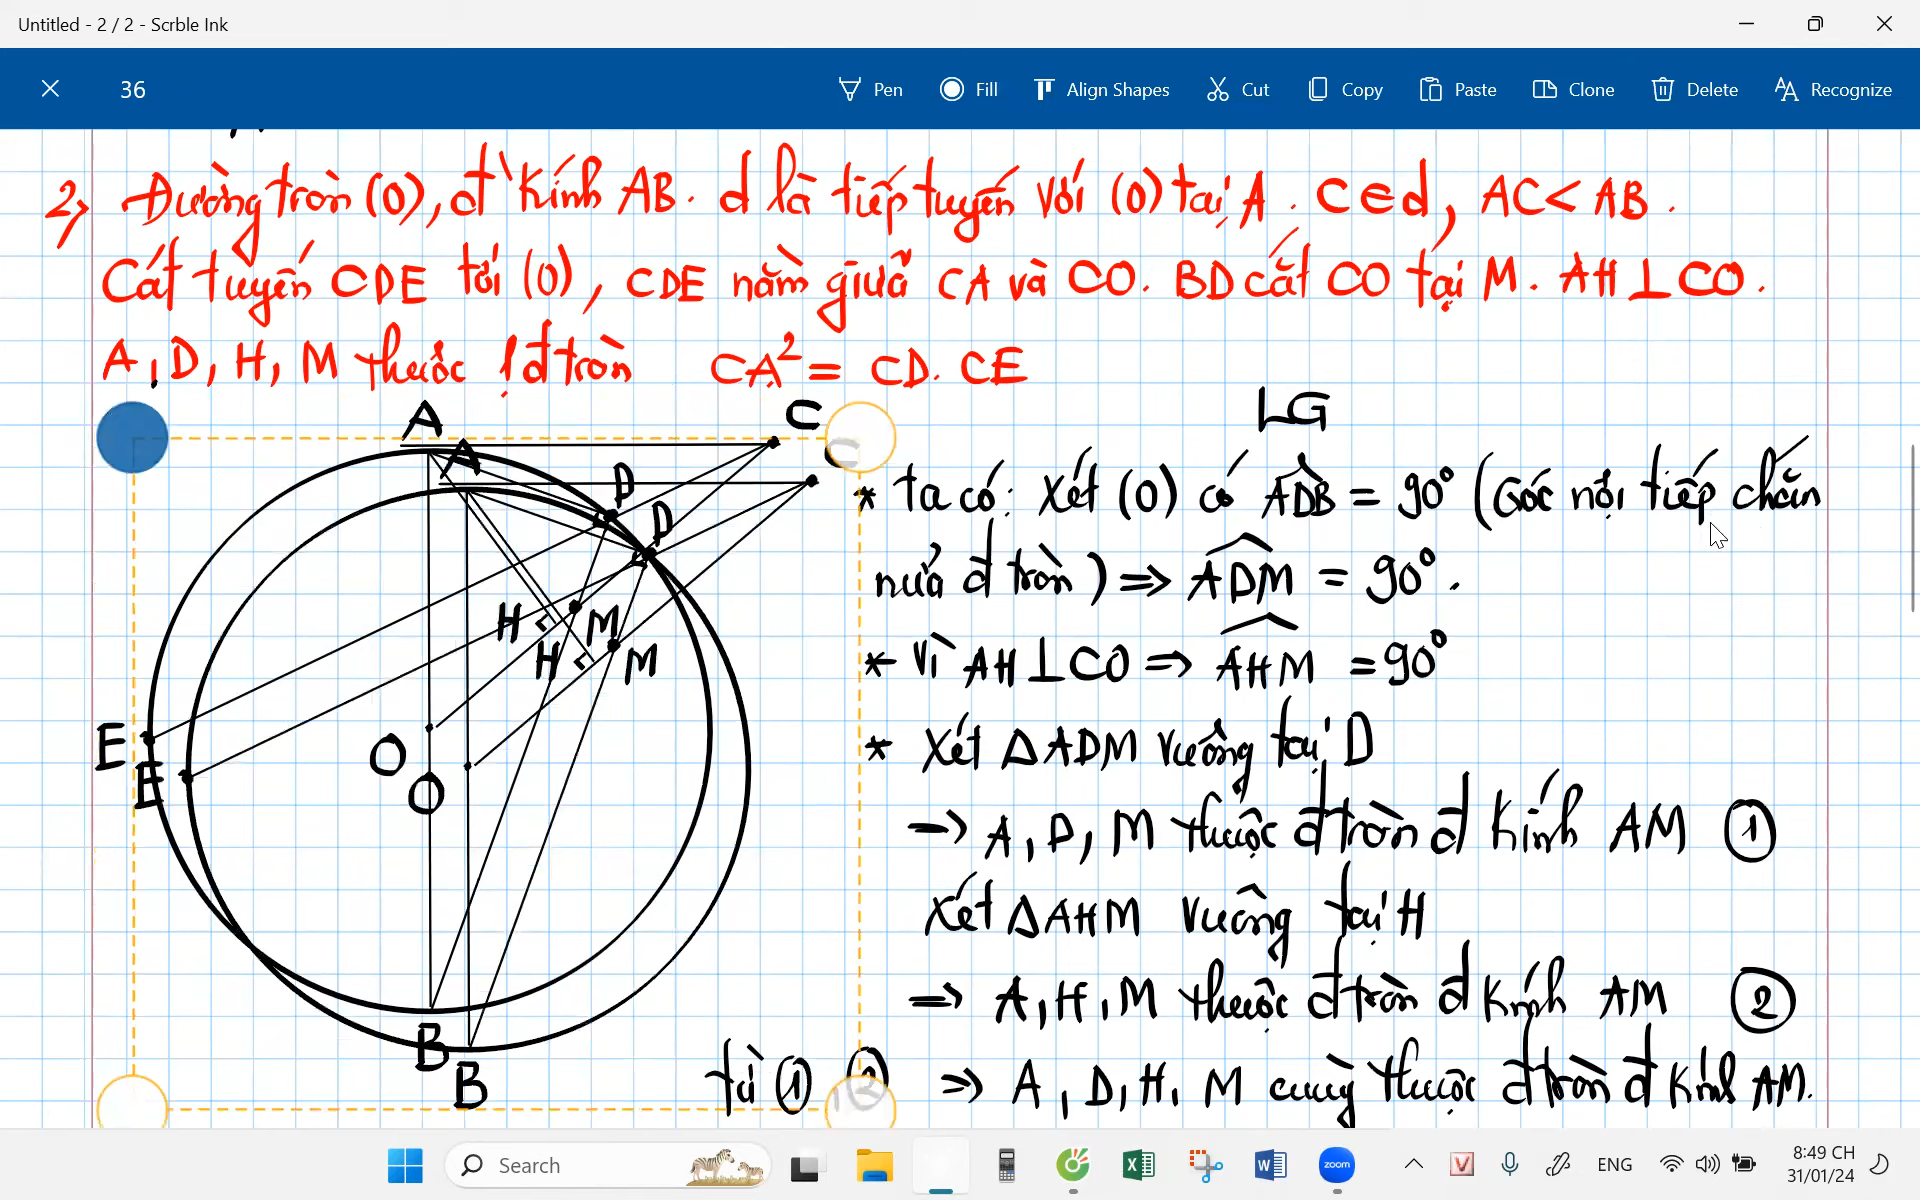 Untitled - 2 / 2 - Scrble Ink
36
Pen
Fill
Align Shapes
Cut
Copy
Paste
Clone
Delete
Recognize
2) Đường tròn (O), đ' kính AB. d là tiếp tuyến với (O) tại A. C∈d, AC < AB.
Cát tuyến CDE tới (O), CDE nằm giữa CA và CO. BD cắt CO tại M. AH⊥CO.
A, D, H, M thuộc 1 đ tròn CA² = CD. CE
LG
A
C
A
C
D
D
H
M
H
M
E
E
O
O
B
B
* ta có: Xét (O) có ADB = 90° (Góc nội tiếp chắn
nửa đ tròn) => ADM = 90°.
* Vì AH⊥CO => AHM = 90°
* Xét ΔADM vuông tại D
-> A, D, M thuộc đ tròn đ kính AM ①
Xét ΔAHM vuông tại H
=> A, H, M thuộc đ tròn đ kính AM ②
từ ① ② => A, D, H, M cùng thuộc đ tròn đ kính AM.
Search
zoom
ENG
8:49 CH
31/01/24